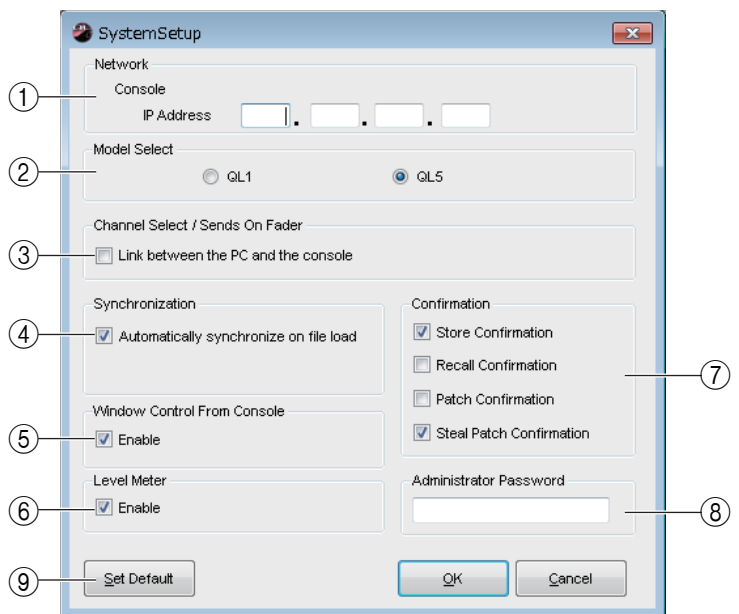 SystemSetup
Network
① Console
IP Address . . .
Model Select
② QL1 QL5
Channel Select / Sends On Fader
③ Link between the PC and the console
Synchronization
④ Automatically synchronize on file load
Confirmation
Store Confirmation
Recall Confirmation
⑦
Patch Confirmation
Steal Patch Confirmation
Window Control From Console
⑤ Enable
Level Meter
⑥ Enable
Administrator Password
⑧
⑨ Set Default
OK
Cancel